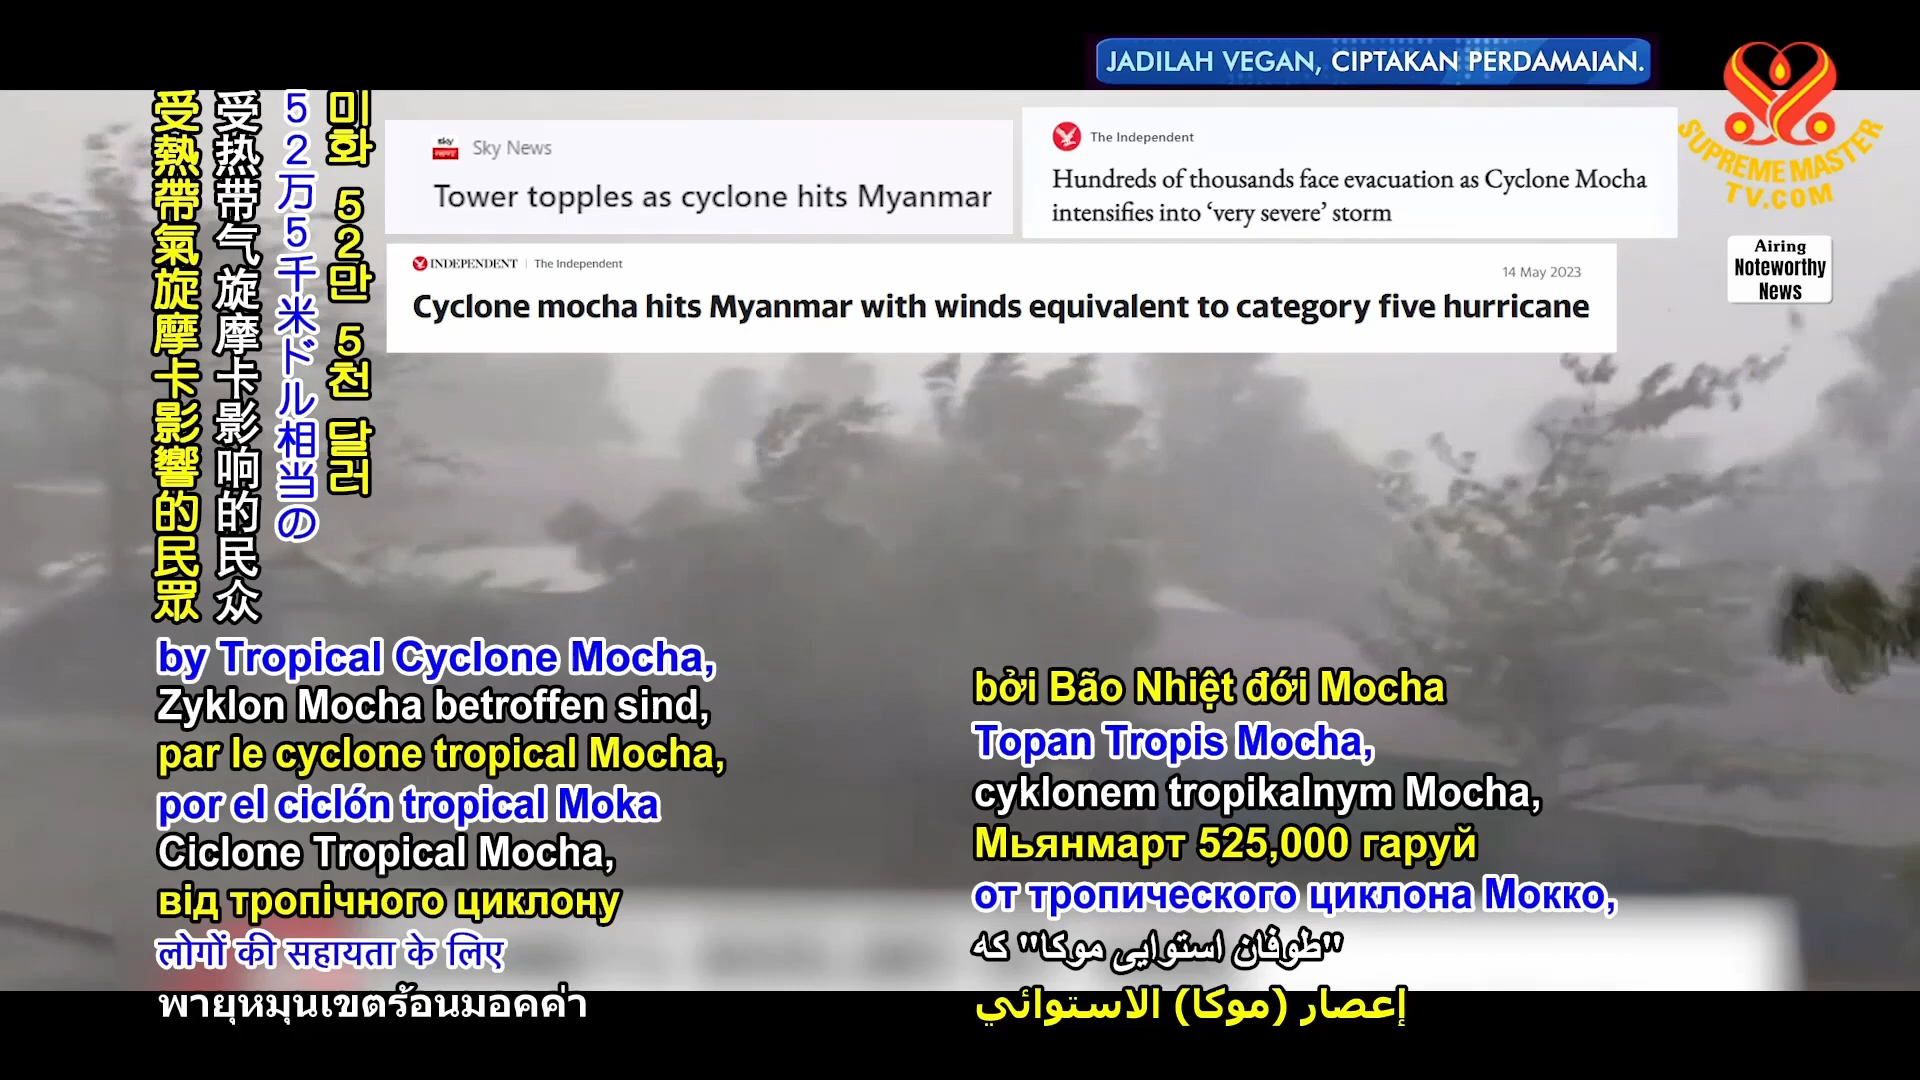 JADILAH VEGAN, CIPTAKAN PERDAMAIAN.
SUPREME MASTER
TV.COM
Airing
Noteworthy
News
sky news
Sky News
Tower topples as cyclone hits Myanmar
The Independent
Hundreds of thousands face evacuation as Cyclone Mocha
intensifies into ‘very severe’ storm
INDEPENDENT | The Independent
14 May 2023
Cyclone mocha hits Myanmar with winds equivalent to category five hurricane
미화 5 2만 5천 달러
5 2万5千米ドル相当の
受热带气旋摩卡影响的民众
受熱帶氣旋摩卡影響的民眾
by Tropical Cyclone Mocha,
Zyklon Mocha betroffen sind,
par le cyclone tropical Mocha,
por el ciclón tropical Moka
Ciclone Tropical Mocha,
від тропічного циклону
लोगों की सहायता के लिए
พายุหมุนเขตร้อนมอคค่า
bởi Bão Nhiệt đới Mocha
Topan Tropis Mocha,
cyklonem tropikalnym Mocha,
Мьянмарт 525,000 гаруй
от тропического циклона Мокко,
"طوفان استوایی موکا" که
إعصار (موكا) الاستوائي